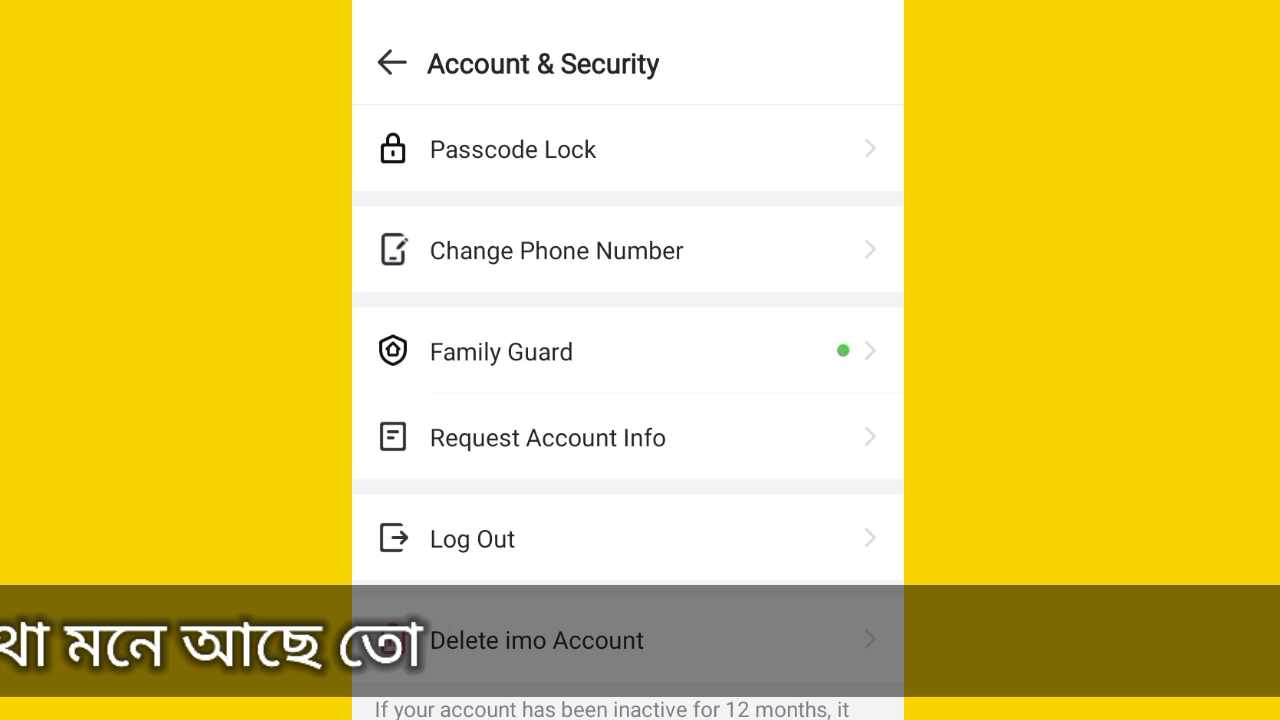 Account & Security
Passcode Lock
Change Phone Number
Family Guard
Request Account Info
Log Out
Delete imo Account
মনে আছে তো
If your account has been inactive for 12 months, it